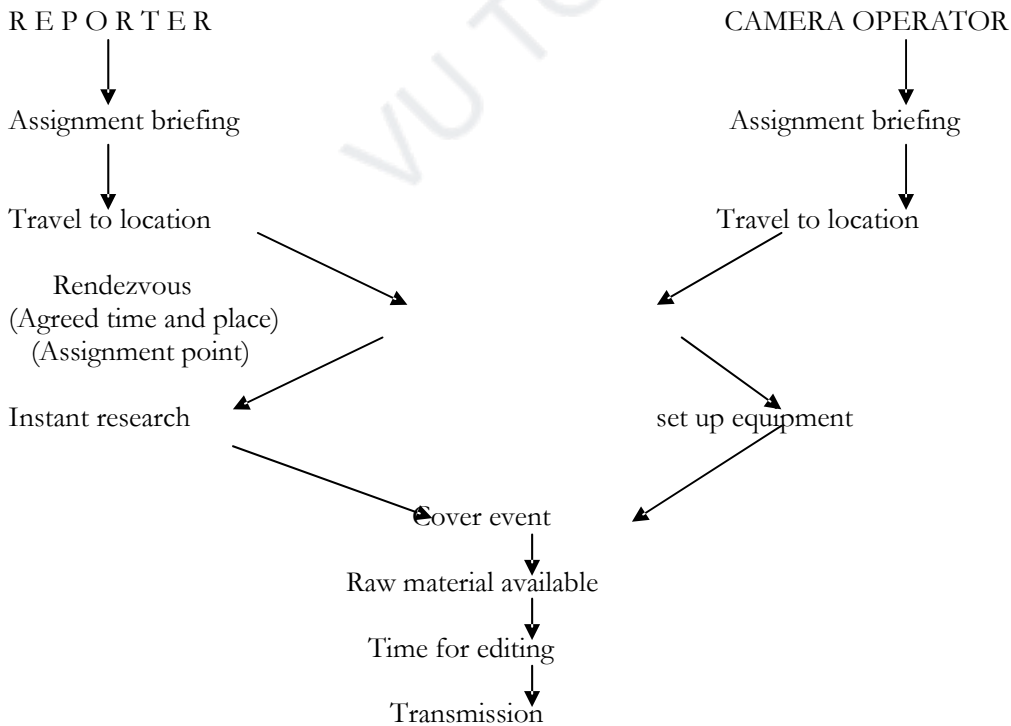 R E P O R T E R
CAMERA OPERATOR
Assignment briefing
Assignment briefing
Travel to location
Travel to location
Rendezvous
(Agreed time and place)
(Assignment point)
Instant research
set up equipment
Cover event
Raw material available
Time for editing
Transmission